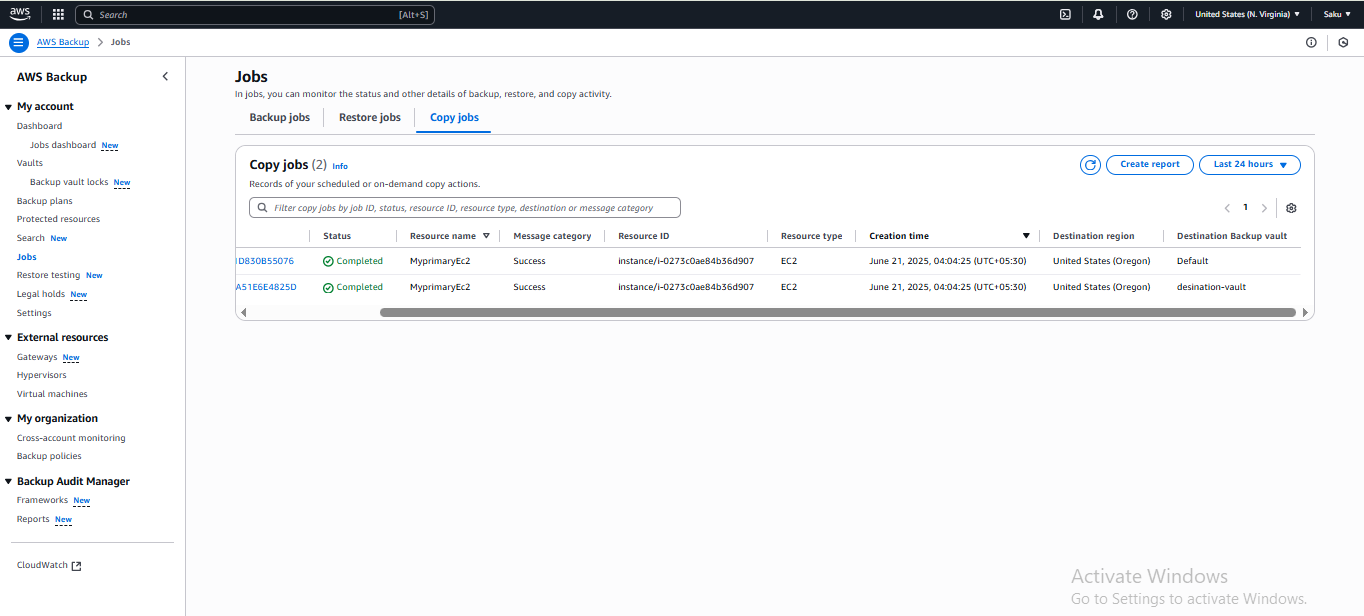 aws Search [Alt+S] United States (N. Virginia) Saku
AWS Backup Jobs
AWS Backup
My account
Dashboard
Jobs dashboard New
Vaults
Backup vault locks New
Backup plans
Protected resources
Search New
Jobs
Restore testing New
Legal holds New
Settings
External resources
Gateways New
Hypervisors
Virtual machines
My organization
Cross-account monitoring
Backup policies
Backup Audit Manager
Frameworks New
Reports New
CloudWatch
Jobs
In jobs, you can monitor the status and other details of backup, restore, and copy activity.
Backup jobs Restore jobs Copy jobs
Copy jobs (2) Info Create report Last 24 hours
Records of your scheduled or on-demand copy actions.
Filter copy jobs by job ID, status, resource ID, resource type, destination or message category 1
Status Resource name Message category Resource ID Resource type Creation time Destination region Destination Backup vault
D830B55076 Completed MyprimaryEc2 Success instance/i-0273c0ae84b36d907 EC2 June 21, 2025, 04:04:25 (UTC+05:30) United States (Oregon) Default
A51E6E4825D Completed MyprimaryEc2 Success instance/i-0273c0ae84b36d907 EC2 June 21, 2025, 04:04:25 (UTC+05:30) United States (Oregon) desination-vault
Activate Windows
Go to Settings to activate Windows.